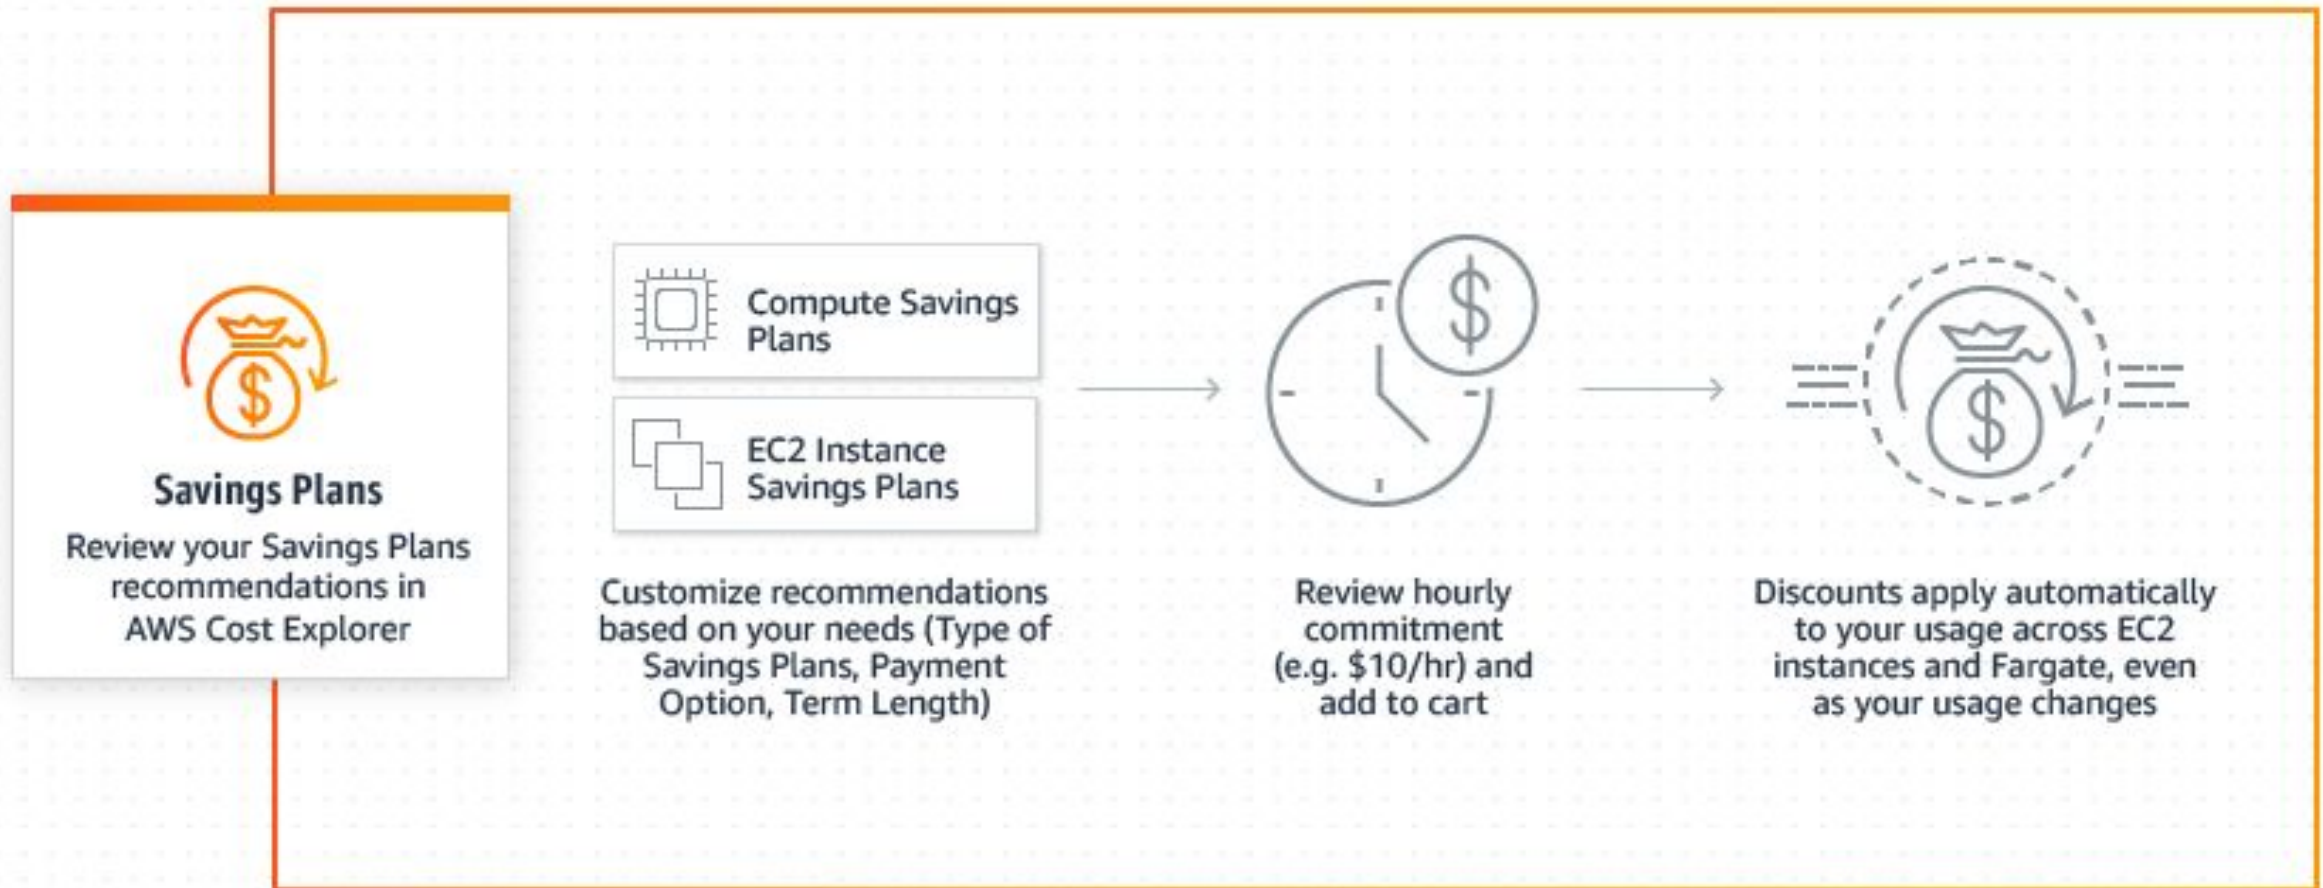 Savings Plans
Review your Savings Plans
recommendations in
AWS Cost Explorer
Compute Savings
Plans
EC2 Instance
Savings Plans
Customize recommendations
based on your needs (Type of
Savings Plans, Payment
Option, Term Length)
$
Review hourly
commitment
(e.g. $10/hr) and
add to cart
Discounts apply automatically
to your usage across EC2
instances and Fargate, even
as your usage changes